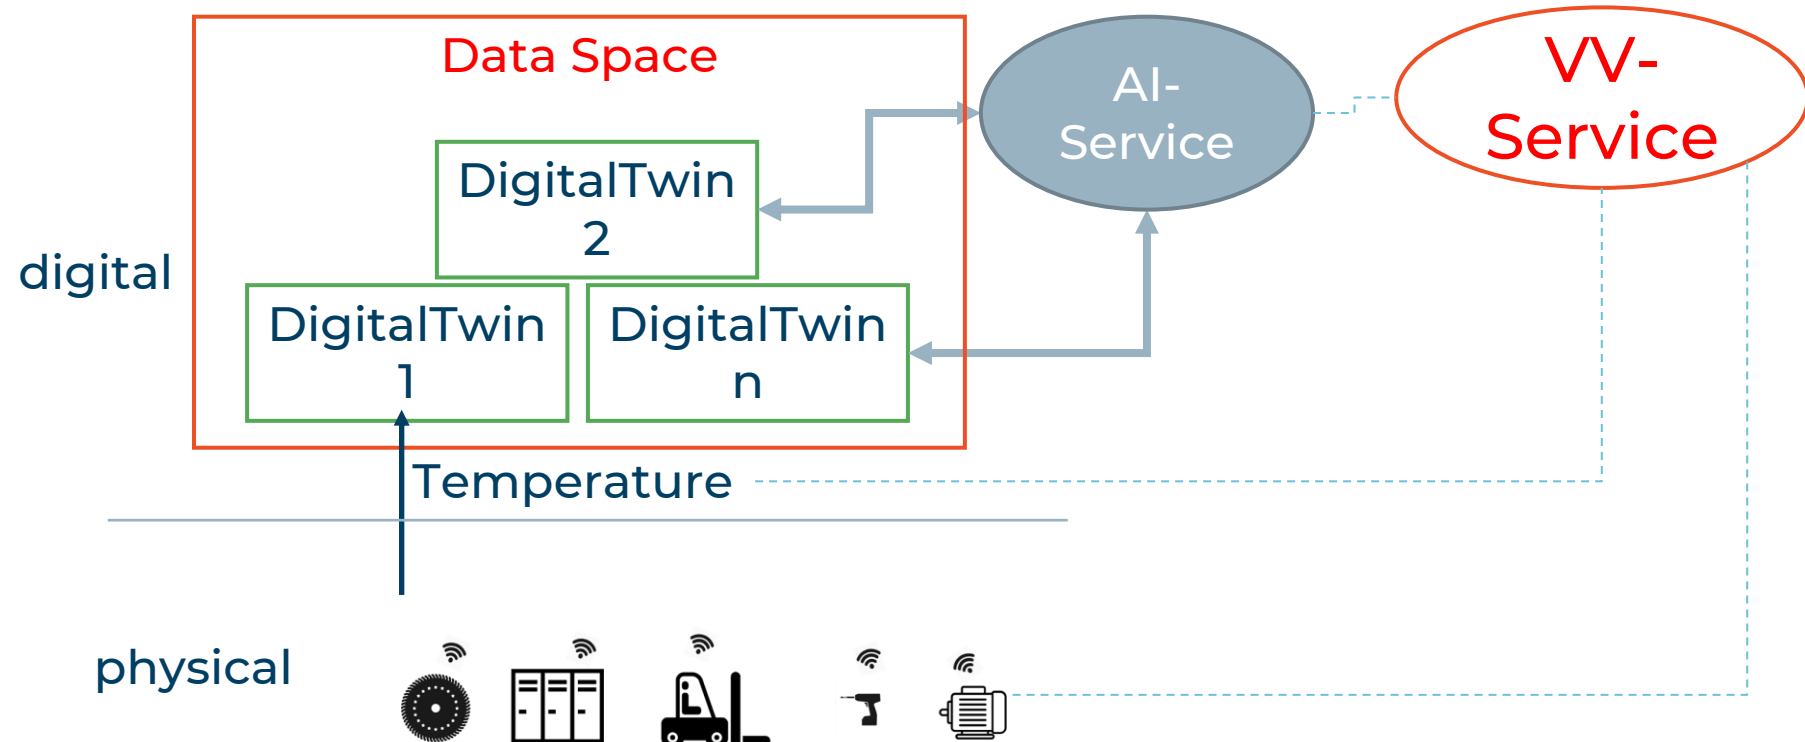 Data Space
AI-
Service
VV-
Service
DigitalTwin
2
digital
DigitalTwin
1
DigitalTwin
n
Temperature
physical